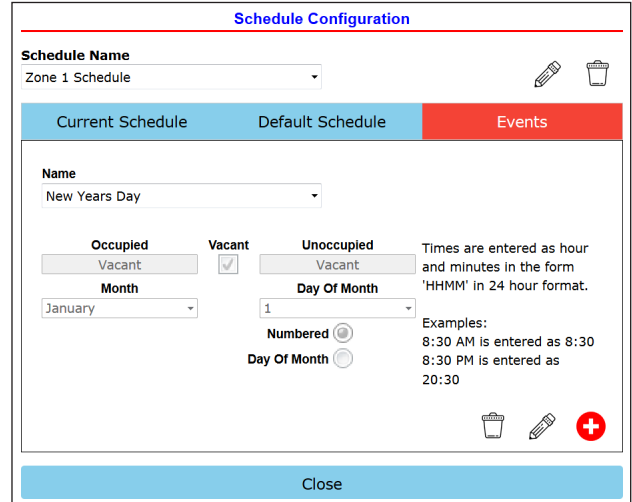 Schedule Configuration
Schedule Name
Zone 1 Schedule
Current Schedule Default Schedule Events
Name
New Years Day
Occupied Vacant Unoccupied
Vacant Vacant
Month Day Of Month
January 1
Numbered
Day Of Month
Times are entered as hour
and minutes in the form
'HHMM' in 24 hour format.
Examples:
8:30 AM is entered as 8:30
8:30 PM is entered as
20:30
Close